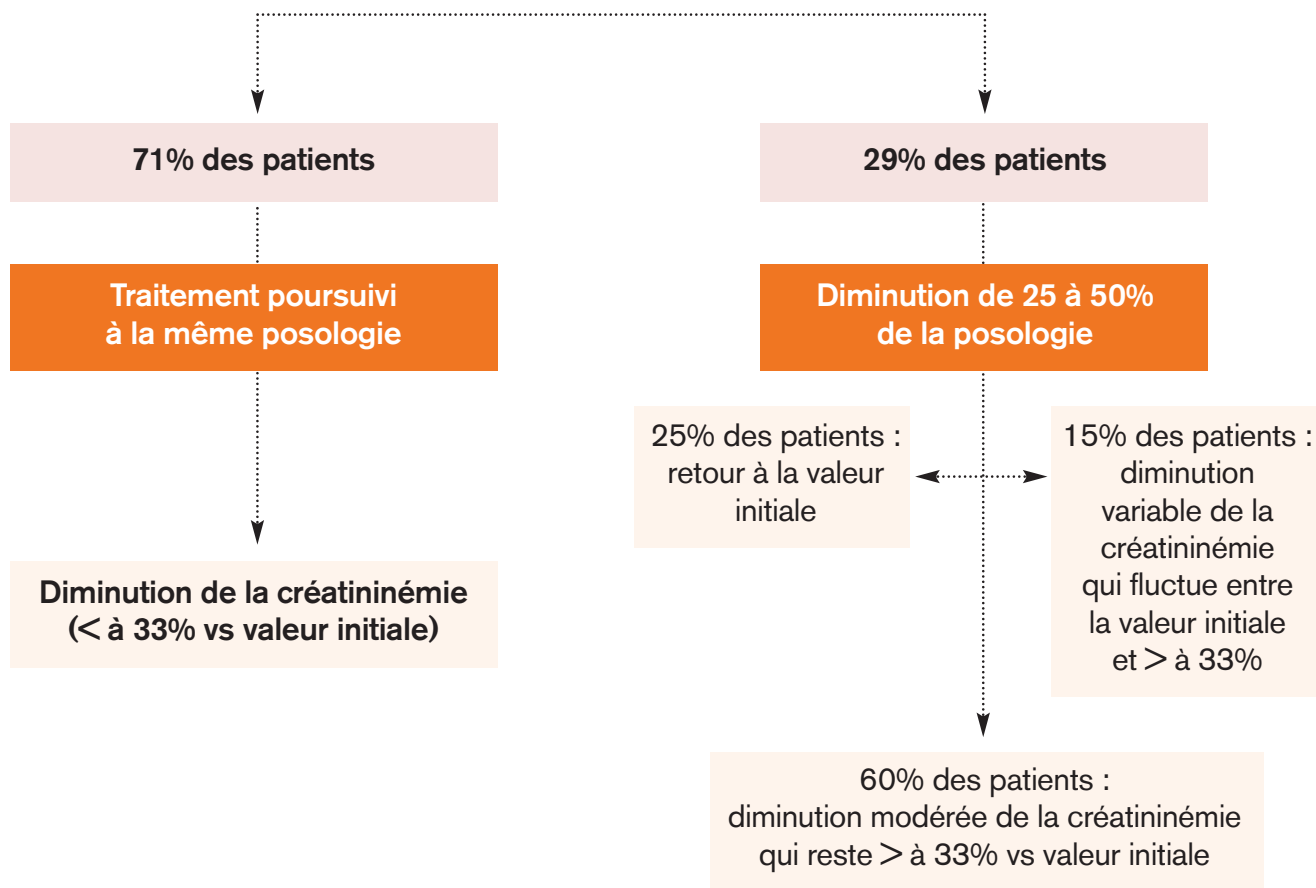 71% des patients
29% des patients
Traitement poursuivi
à la même posologie
Diminution de 25 à 50%
de la posologie
25% des patients :
retour à la valeur
initiale
15% des patients :
diminution
variable de la
créatininémie
qui fluctue entre
la valeur initiale
et > à 33%
Diminution de la créatininémie
(< à 33% vs valeur initiale)
60% des patients :
diminution modérée de la créatininémie
qui reste > à 33% vs valeur initiale